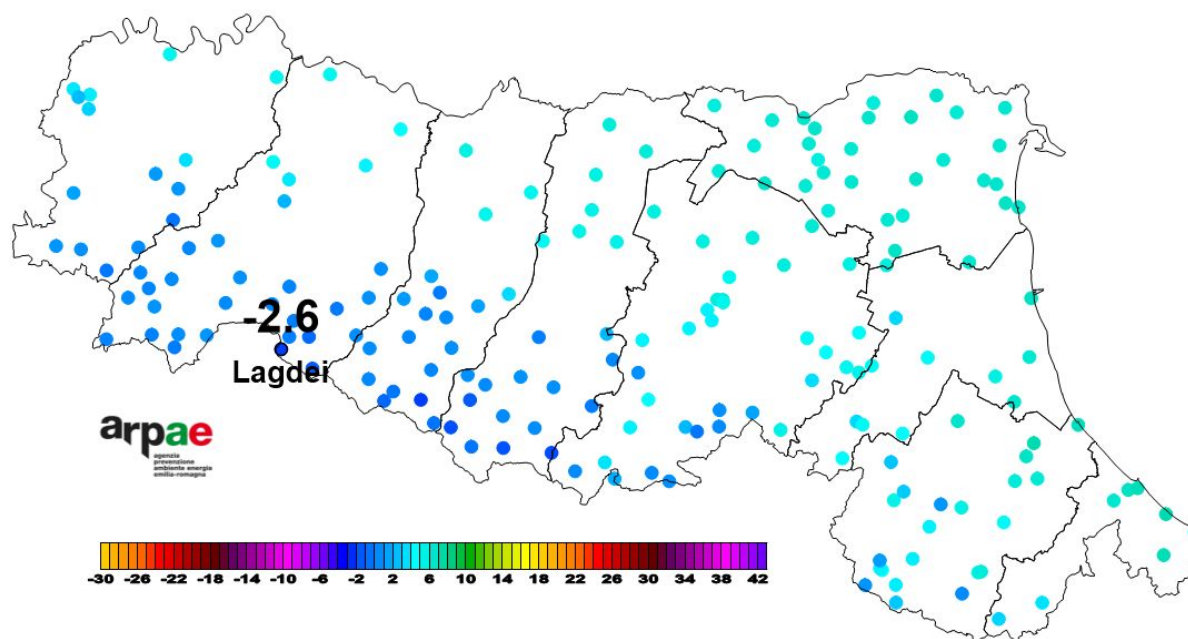 -2.6
Lagdei
arpae
agenzia
prevenzione
ambiente energia
emilia-romagna
-30 -26 -22 -18 -14 -10 -6 -2 2 6 10 14 18 22 26 30 34 38 42